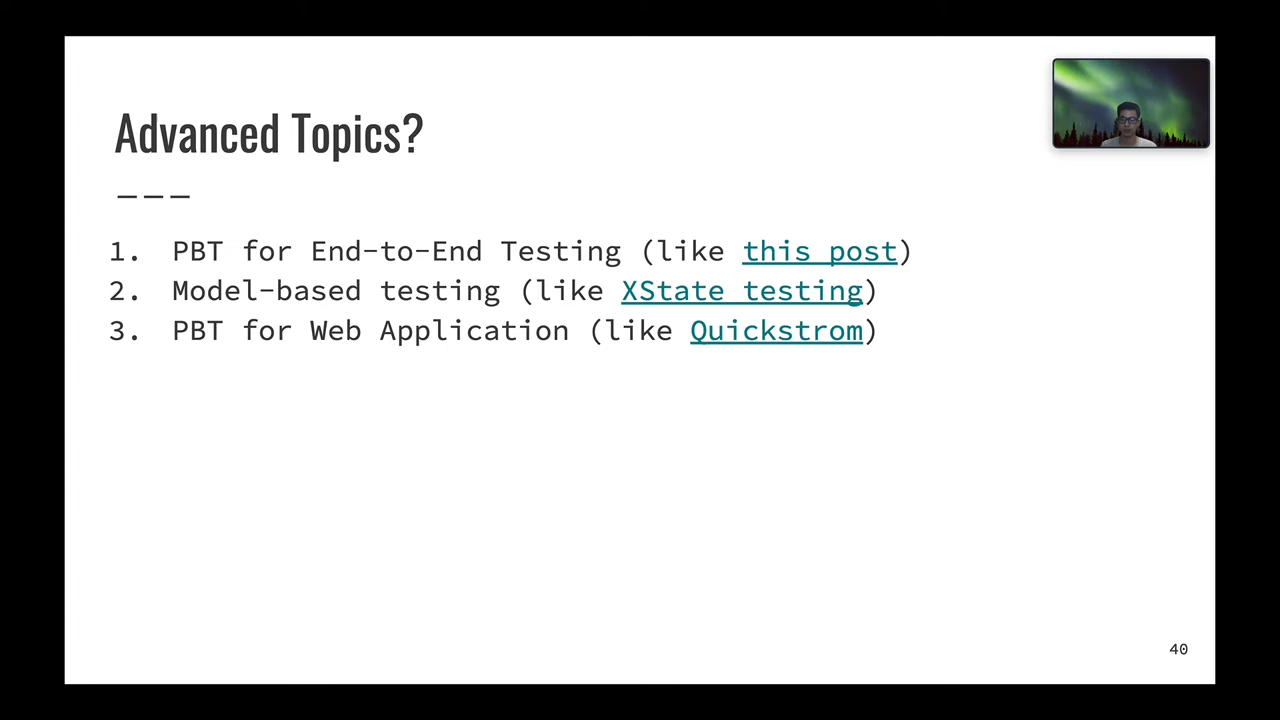 Advanced Topics?
———
1. PBT for End-to-End Testing (like this post)
2. Model-based testing (like XState testing)
3. PBT for Web Application (like Quickstrom)
40